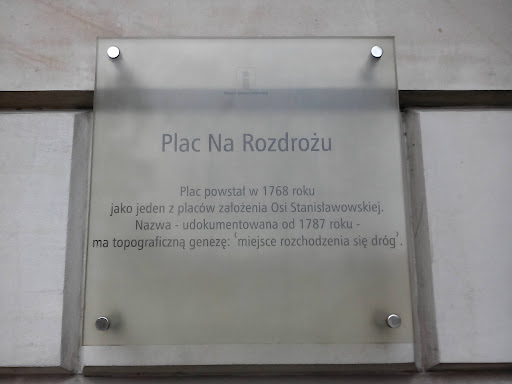 Plac Na Rozdrożu
Plac powstał w 1768 roku
jako jeden z placów założenia Osi Stanisławowskiej.
Nazwa - udokumentowana od 1787 roku -
ma topograficzną genezę: 'miejsce rozchodzenia się dróg'.